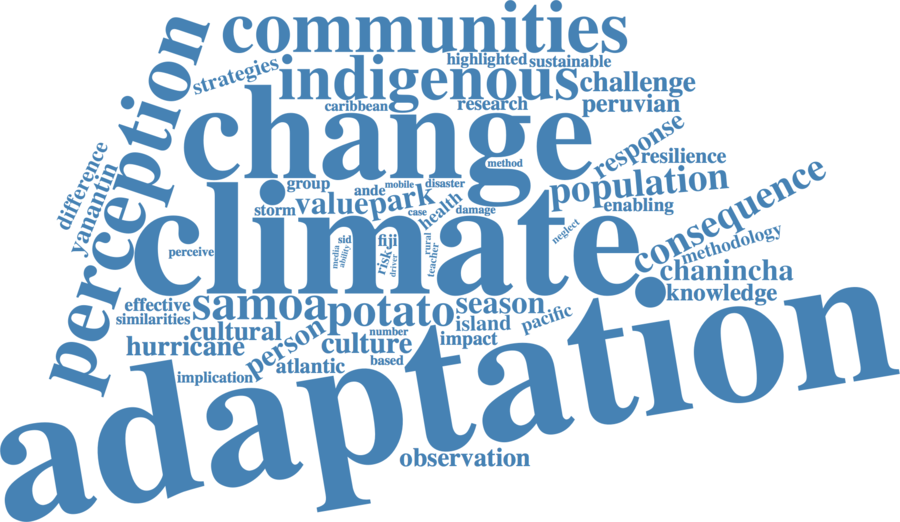 communities
highlighted sustainable
strategies
indigenous
challenge
caribbean
research
peruvian
perception
change
method
response
resilience
difference
yanantin
group
ande
mobile
disaster
population
storm
value
park
case
health
damage
enabling
neglect
consequence
climate
perceive
sid
fiji
media
ability
risk
driver
rural
teacher
methodology
chanincha
knowledge
effective
samoa
potato
season
similarities
cultural
number
island
pacific
hurricane
person
culture
impact
implication
atlantic
based
adaptation
observation